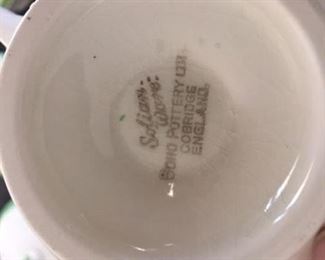 Solian
Ware
SOHO POTTERY LTD
COBRIDGE
ENGLAND.